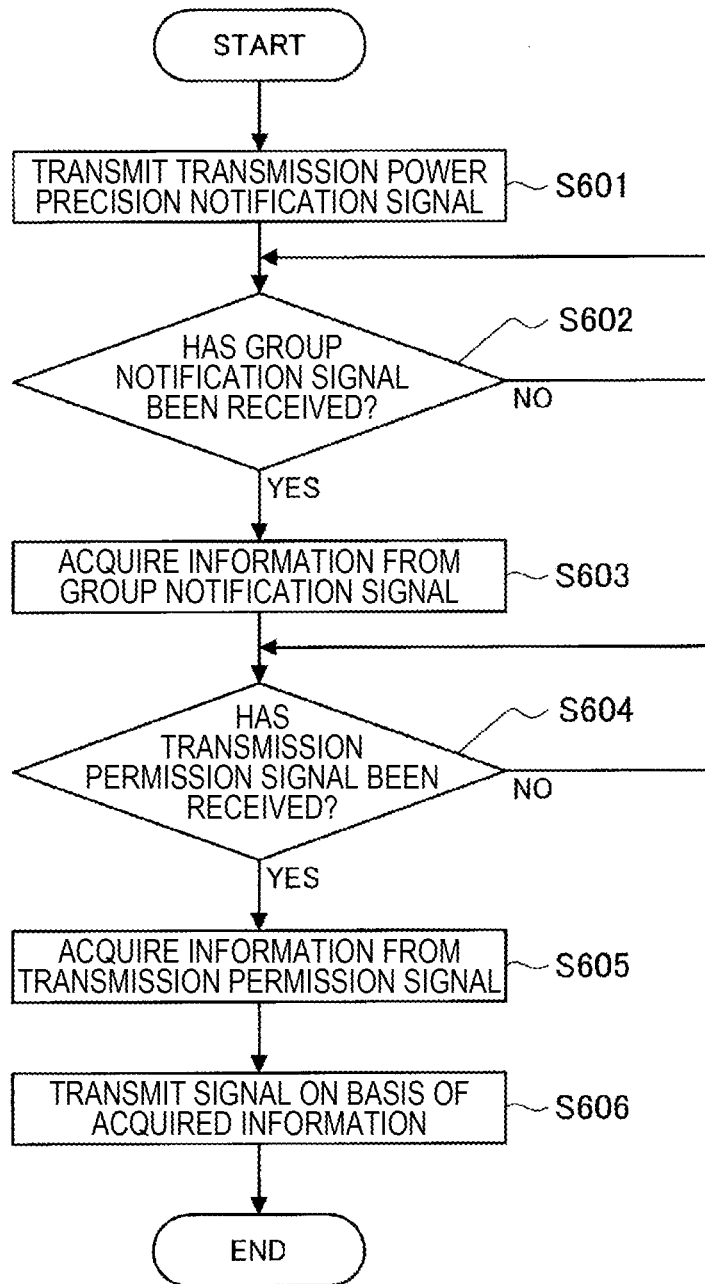 START
TRANSMIT TRANSMISSION POWER
PRECISION NOTIFICATION SIGNAL
S601
HAS GROUP
NOTIFICATION SIGNAL
BEEN RECEIVED?
S602
NO
YES
ACQUIRE INFORMATION FROM
GROUP NOTIFICATION SIGNAL
S603
HAS
TRANSMISSION
PERMISSION SIGNAL BEEN
RECEIVED?
S604
NO
YES
ACQUIRE INFORMATION FROM
TRANSMISSION PERMISSION SIGNAL
S605
TRANSMIT SIGNAL ON BASIS OF
ACQUIRED INFORMATION
S606
END